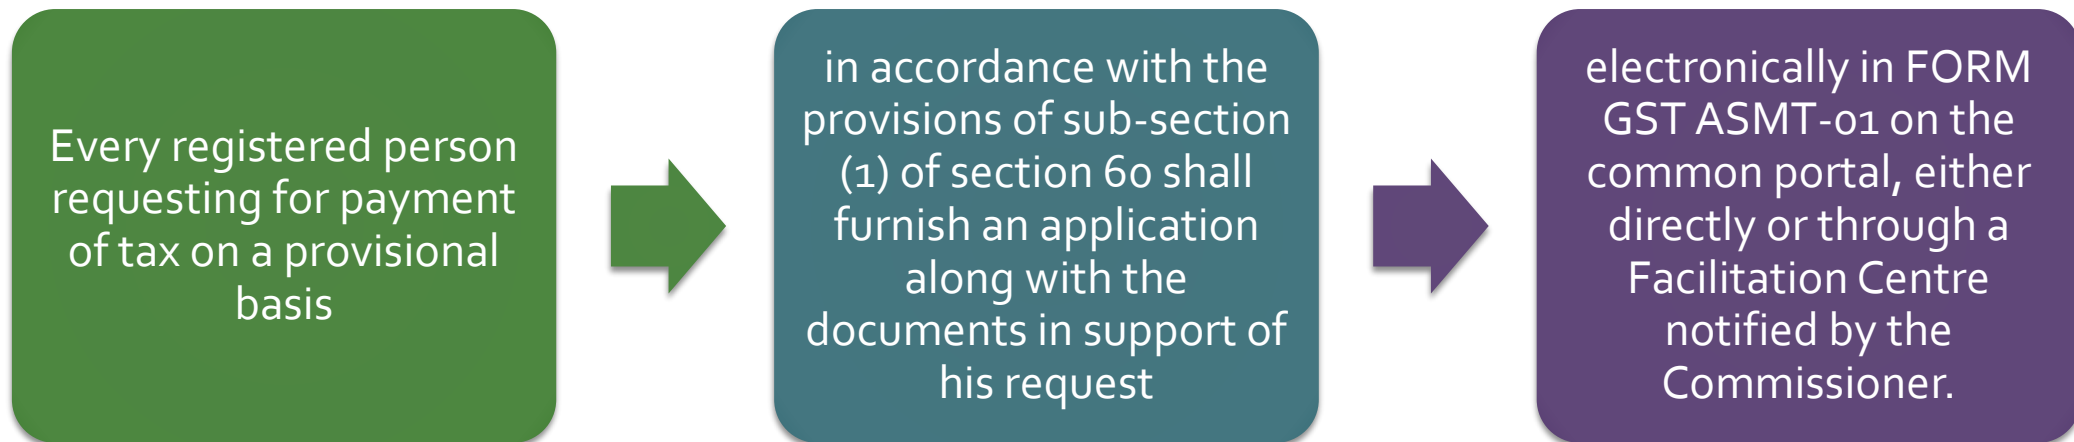 Every registered person
requesting for payment
of tax on a provisional
basis
in accordance with the
provisions of sub-section
(1) of section 60 shall
furnish an application
along with the
documents in support of
his request
electronically in FORM
GST ASMT-01 on the
common portal, either
directly or through a
Facilitation Centre
notified by the
Commissioner.